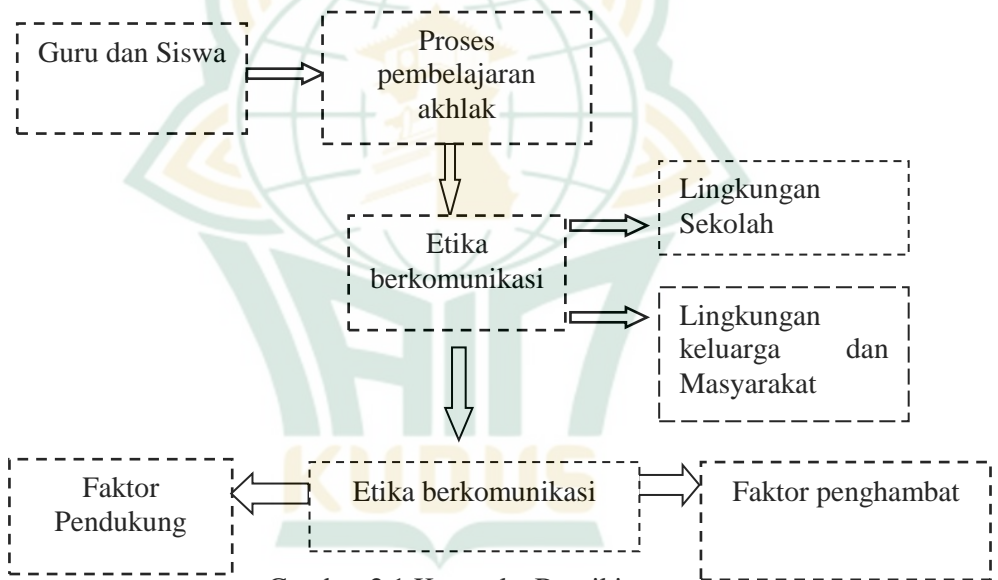 Guru dan Siswa
Proses
pembelajaran
akhlak
Etika
berkomunikasi
Lingkungan
Sekolah
Lingkungan
keluarga dan
Masyarakat
Faktor
Pendukung
Etika berkomunikasi
Faktor penghambat
KUDUS